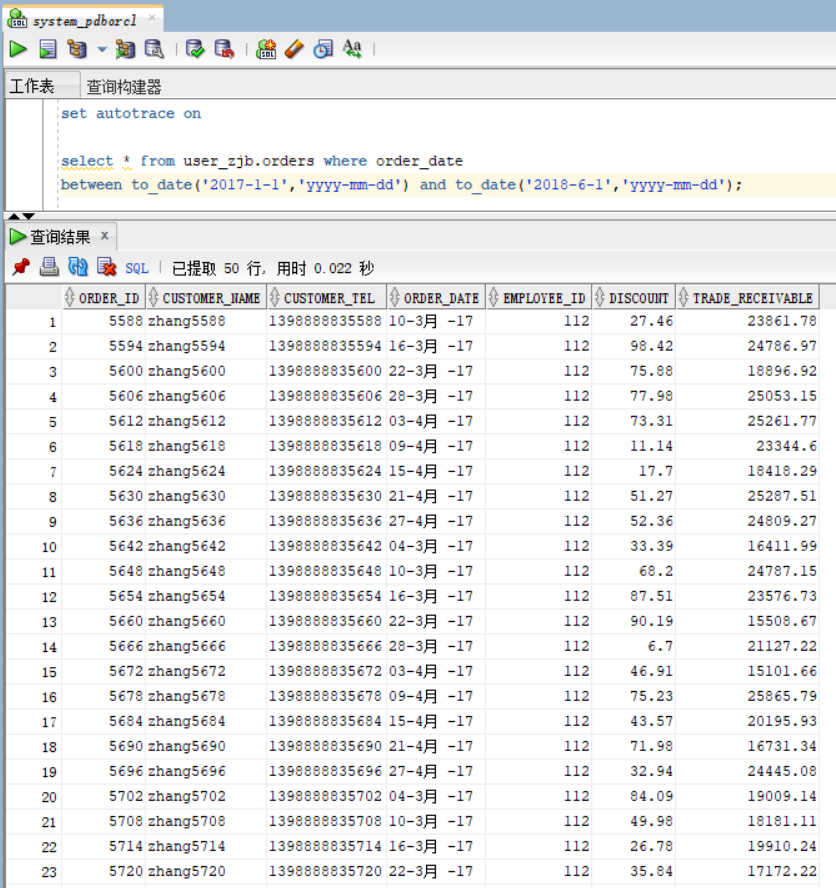 system_pdborcl
工作表 查询构建器
set autotrace on
select * from user_zjb.orders where order_date
between to_date('2017-1-1','yyyy-mm-dd') and to_date('2018-6-1','yyyy-mm-dd');
查询结果 x
SQL | 已提取 50 行, 用时 0.022 秒
ORDER_ID CUSTOMER_NAME CUSTOMER_TEL ORDER_DATE EMPLOYEE_ID DISCOUNT TRADE_RECEIVABLE
1 5588 zhang5588 1398888835588 10-3月 -17 112 27.46 23861.78
2 5594 zhang5594 1398888835594 16-3月 -17 112 98.42 24786.97
3 5600 zhang5600 1398888835600 22-3月 -17 112 75.88 18896.92
4 5606 zhang5606 1398888835606 28-3月 -17 112 77.98 25053.15
5 5612 zhang5612 1398888835612 03-4月 -17 112 73.31 25261.77
6 5618 zhang5618 1398888835618 09-4月 -17 112 11.14 23344.6
7 5624 zhang5624 1398888835624 15-4月 -17 112 17.7 18418.29
8 5630 zhang5630 1398888835630 21-4月 -17 112 51.27 25287.51
9 5636 zhang5636 1398888835636 27-4月 -17 112 52.36 24809.27
10 5642 zhang5642 1398888835642 04-3月 -17 112 33.39 16411.99
11 5648 zhang5648 1398888835648 10-3月 -17 112 68.2 24787.15
12 5654 zhang5654 1398888835654 16-3月 -17 112 87.51 23576.73
13 5660 zhang5660 1398888835660 22-3月 -17 112 90.19 15508.67
14 5666 zhang5666 1398888835666 28-3月 -17 112 6.7 21127.22
15 5672 zhang5672 1398888835672 03-4月 -17 112 46.91 15101.66
16 5678 zhang5678 1398888835678 09-4月 -17 112 75.23 25865.79
17 5684 zhang5684 1398888835684 15-4月 -17 112 43.57 20195.93
18 5690 zhang5690 1398888835690 21-4月 -17 112 71.98 16731.34
19 5696 zhang5696 1398888835696 27-4月 -17 112 32.94 24445.08
20 5702 zhang5702 1398888835702 04-3月 -17 112 84.09 19009.14
21 5708 zhang5708 1398888835708 10-3月 -17 112 49.98 18181.11
22 5714 zhang5714 1398888835714 16-3月 -17 112 26.78 19910.24
23 5720 zhang5720 1398888835720 22-3月 -17 112 35.84 17172.22